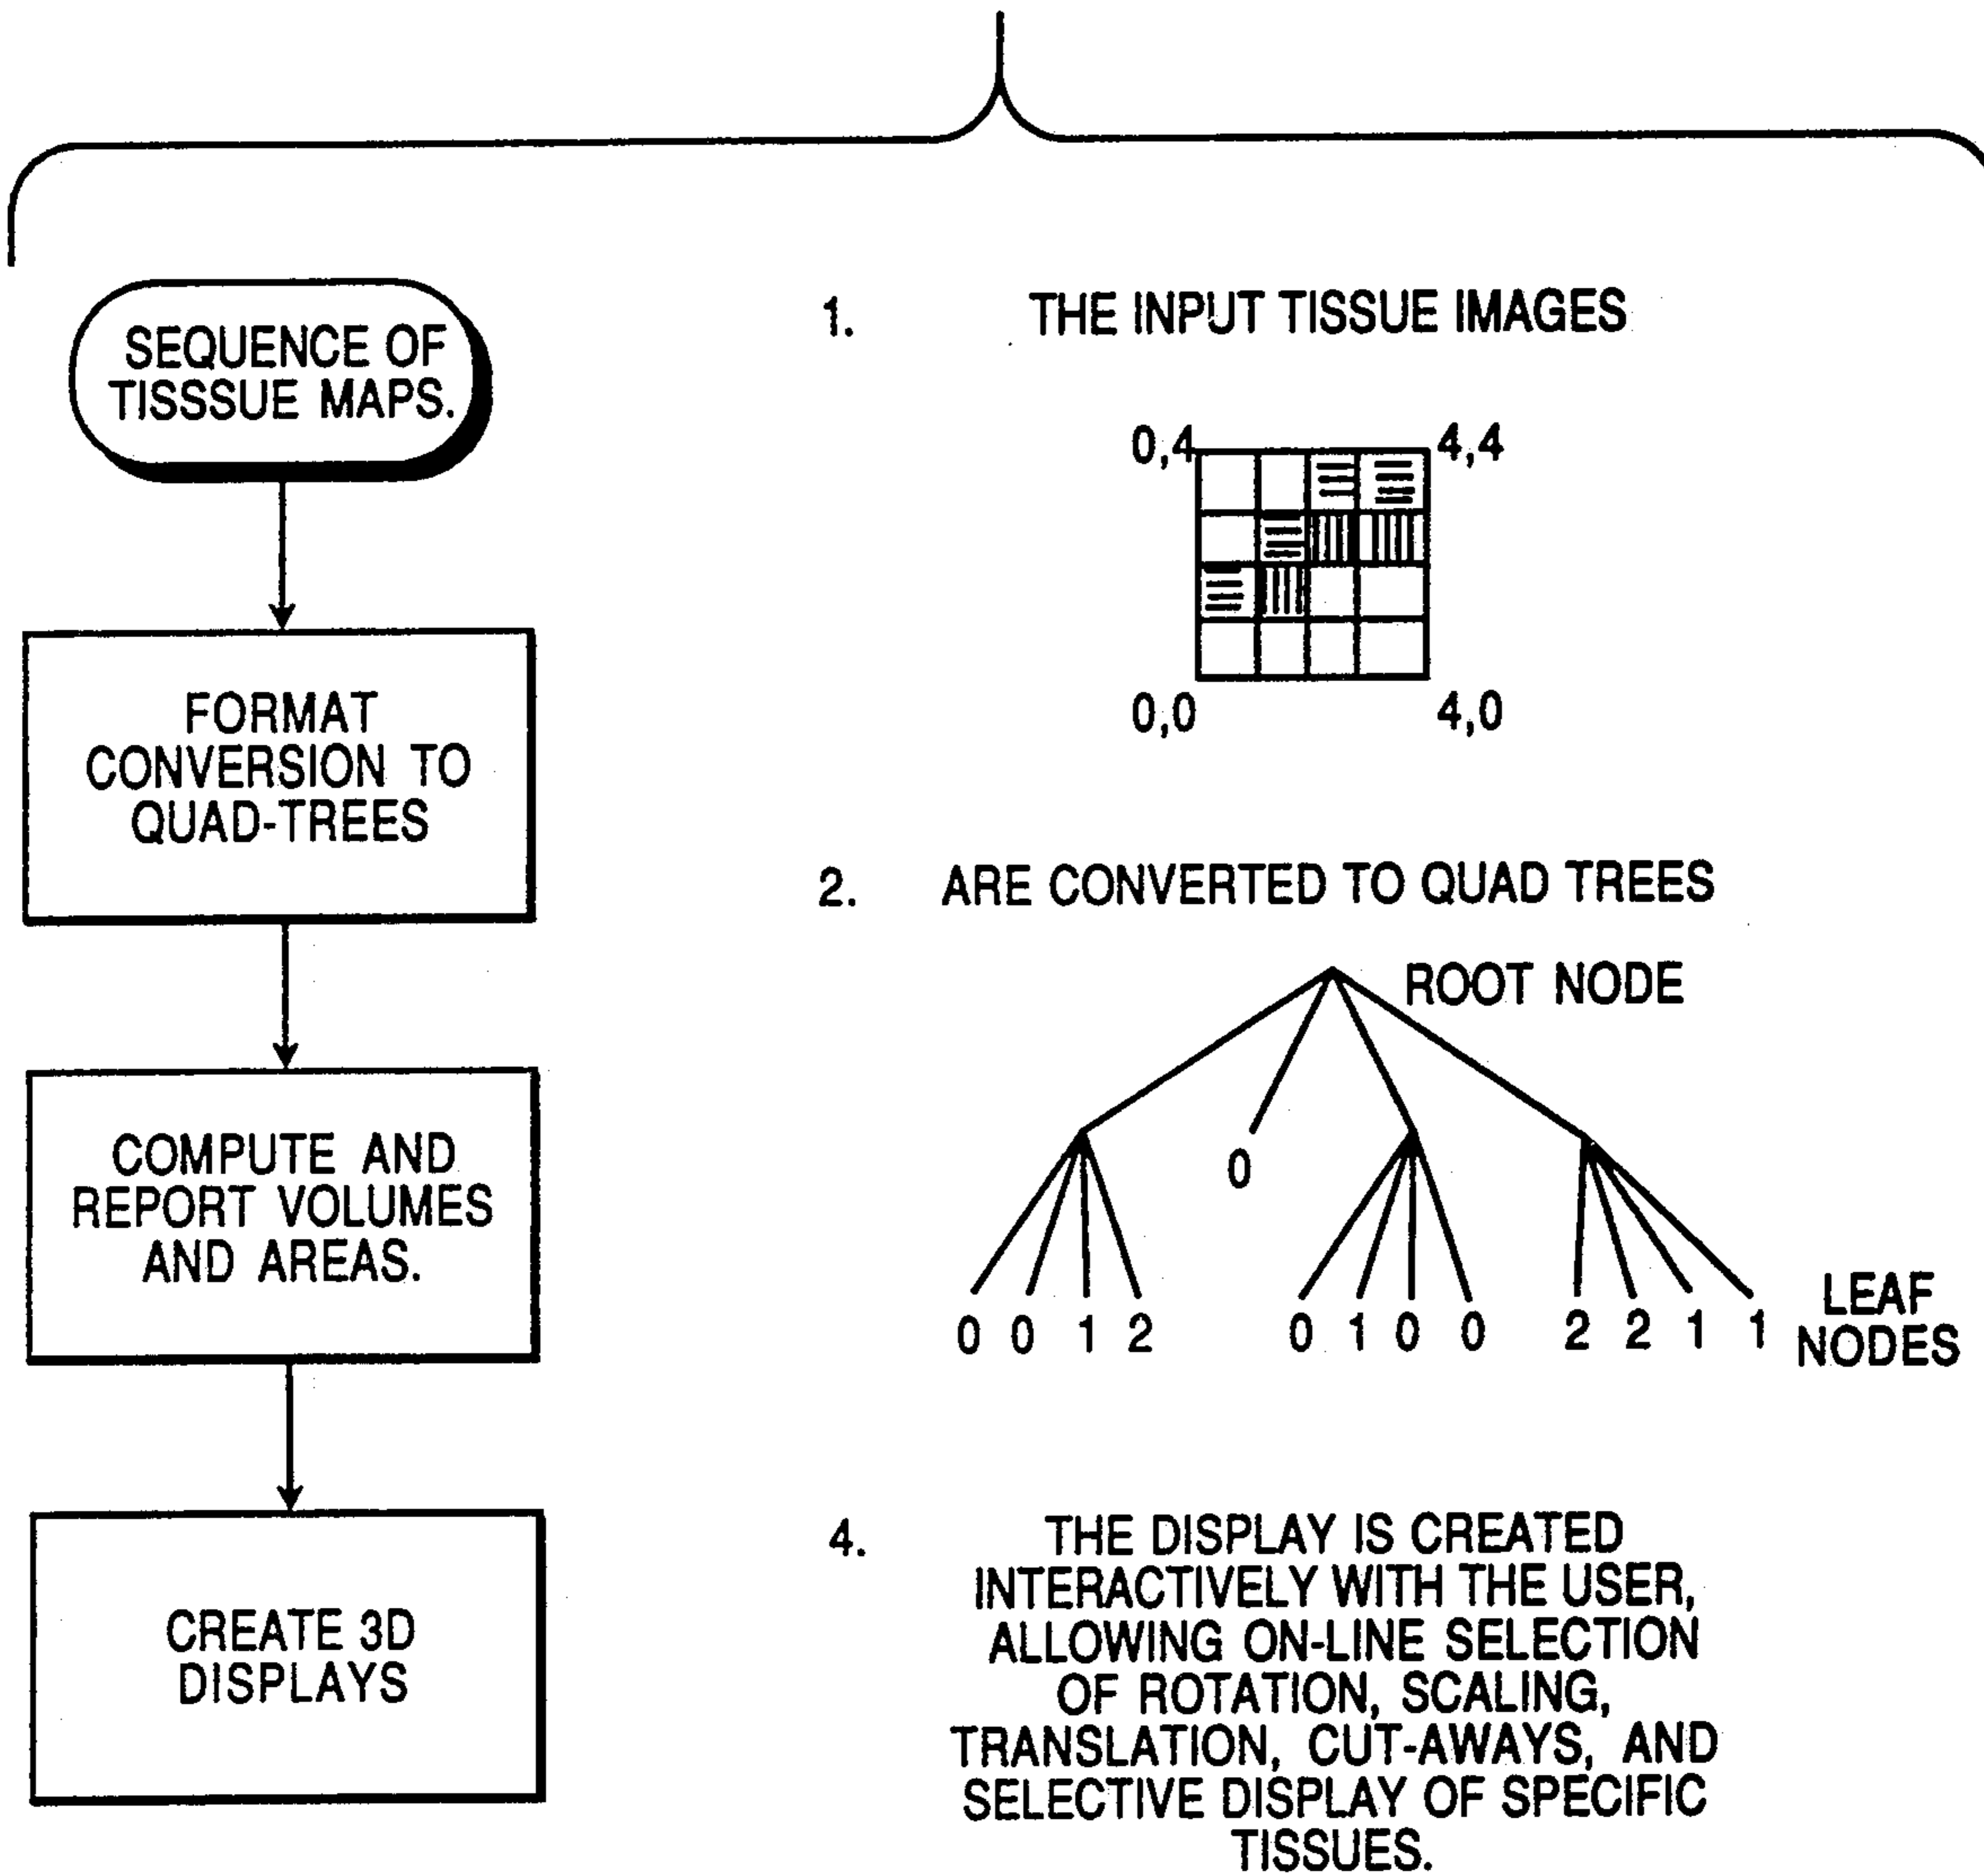 SEQUENCE OF
TISSSUE MAPS.
FORMAT
CONVERSION TO
QUAD-TREES
COMPUTE AND
REPORT VOLUMES
AND AREAS.
CREATE 3D
DISPLAYS
1. THE INPUT TISSUE IMAGES
0,4 4,4
0,0 4,0
2. ARE CONVERTED TO QUAD TREES
ROOT NODE
0
0 0 1 2 0 1 0 0 2 2 1 1
LEAF
NODES
4. THE DISPLAY IS CREATED
INTERACTIVELY WITH THE USER,
ALLOWING ON-LINE SELECTION
OF ROTATION, SCALING,
TRANSLATION, CUT-AWAYS, AND
SELECTIVE DISPLAY OF SPECIFIC
TISSUES.